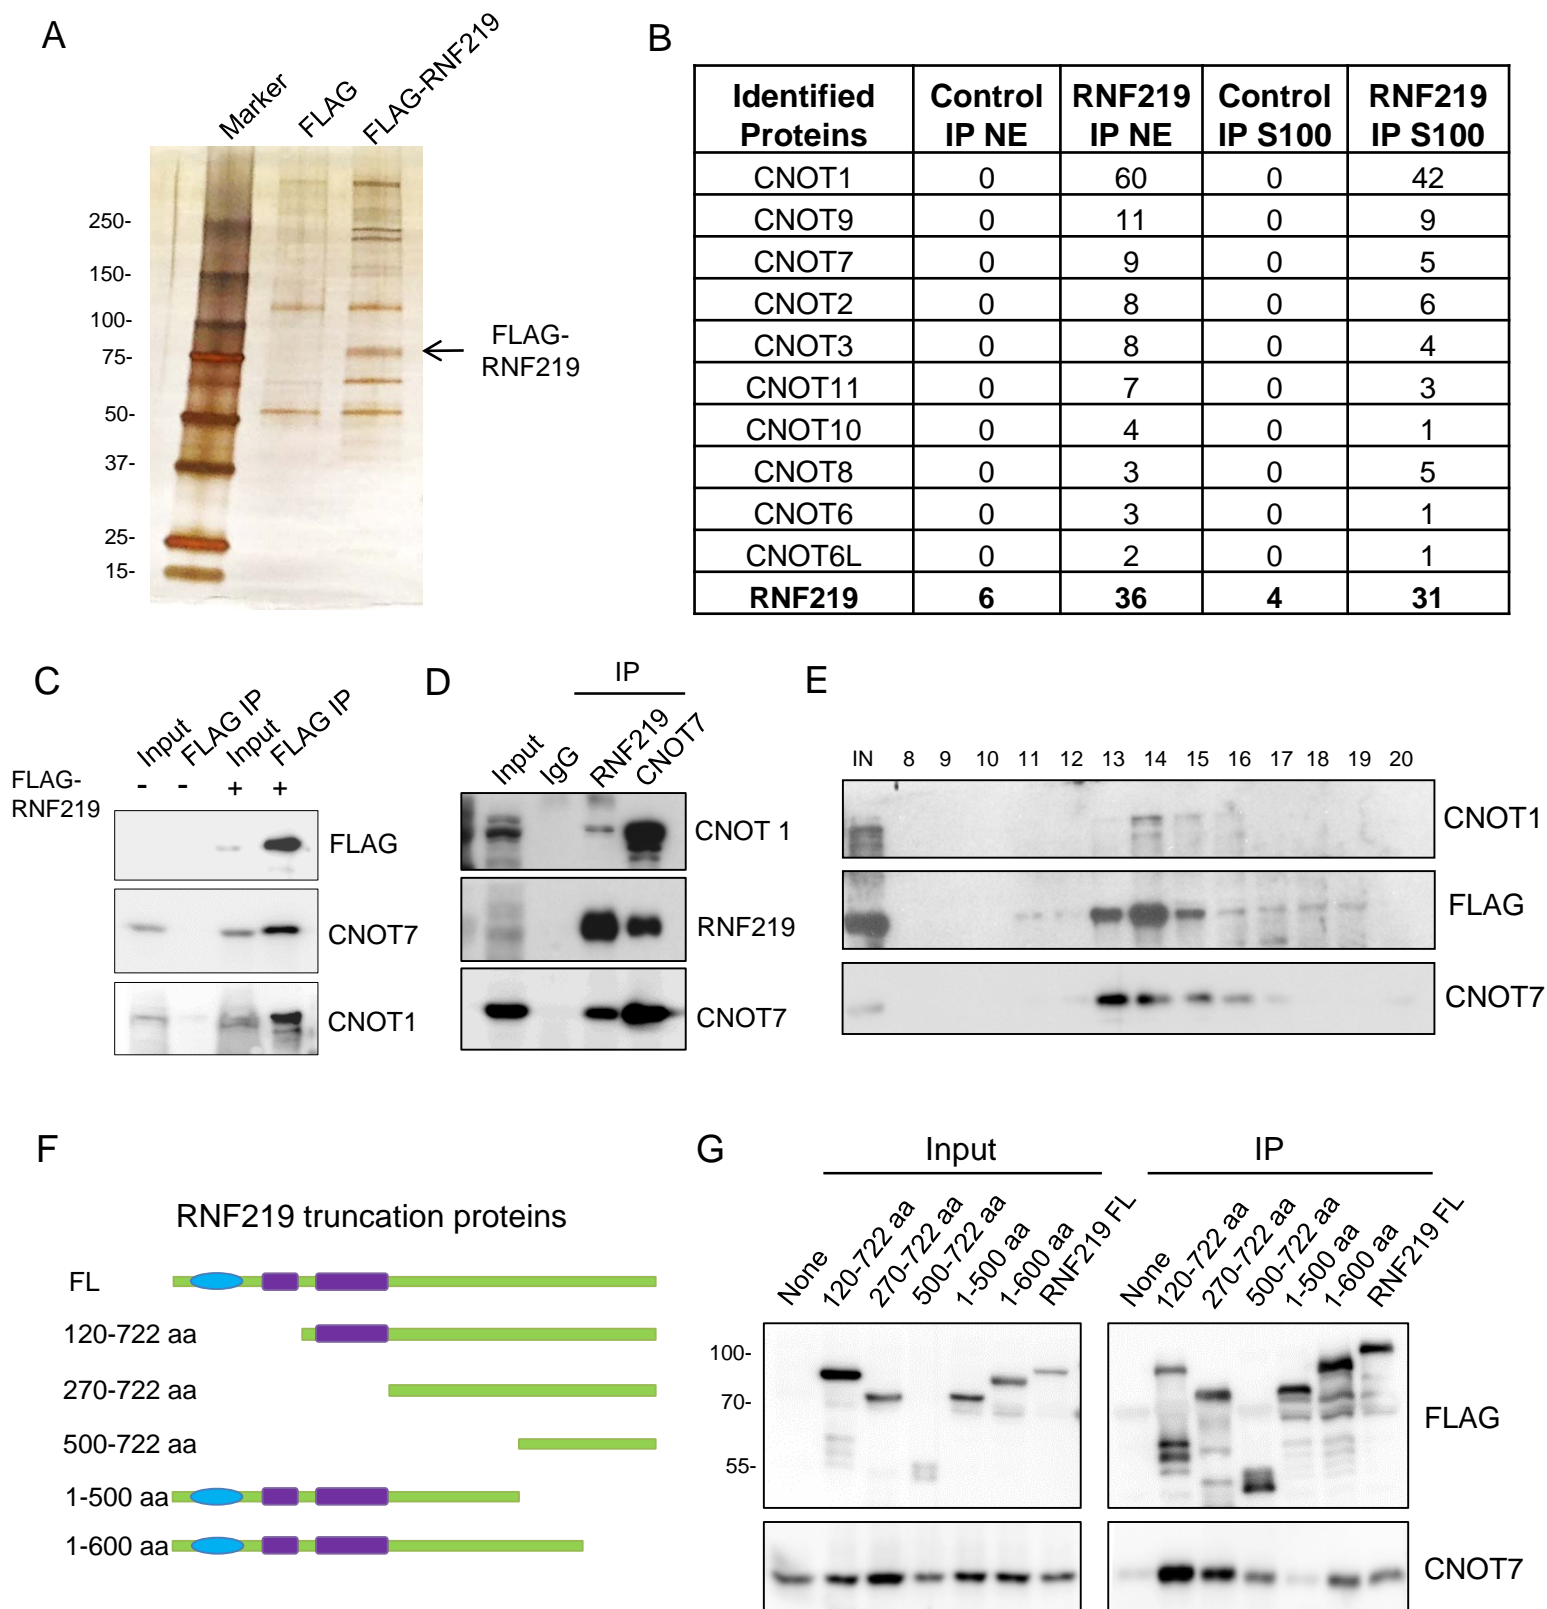 A
Marker
FLAG
FLAG-RNF219
250-
150-
100-
75-
50-
37-
25-
15-
FLAG-
RNF219
B
Identified Proteins Control IP NE RNF219 IP NE Control IP S100 RNF219 IP S100
CNOT1 0 60 0 42
CNOT9 0 11 0 9
CNOT7 0 9 0 5
CNOT2 0 8 0 6
CNOT3 0 8 0 4
CNOT11 0 7 0 3
CNOT10 0 4 0 1
CNOT8 0 3 0 5
CNOT6 0 3 0 1
CNOT6L 0 2 0 1
RNF219 6 36 4 31
C
Input
FLAG IP
Input
FLAG IP
FLAG-
RNF219
- - + +
FLAG
CNOT7
CNOT1
D
IP
Input
IgG
RNF219
CNOT7
CNOT 1
RNF219
CNOT7
E
IN 8 9 10 11 12 13 14 15 16 17 18 19 20
CNOT1
FLAG
CNOT7
F
RNF219 truncation proteins
FL
120-722 aa
270-722 aa
500-722 aa
1-500 aa
1-600 aa
G
Input
IP
None
120-722 aa
270-722 aa
500-722 aa
1-500 aa
1-600 aa
RNF219 FL
None
120-722 aa
270-722 aa
500-722 aa
1-500 aa
1-600 aa
RNF219 FL
100-
70-
55-
FLAG
CNOT7